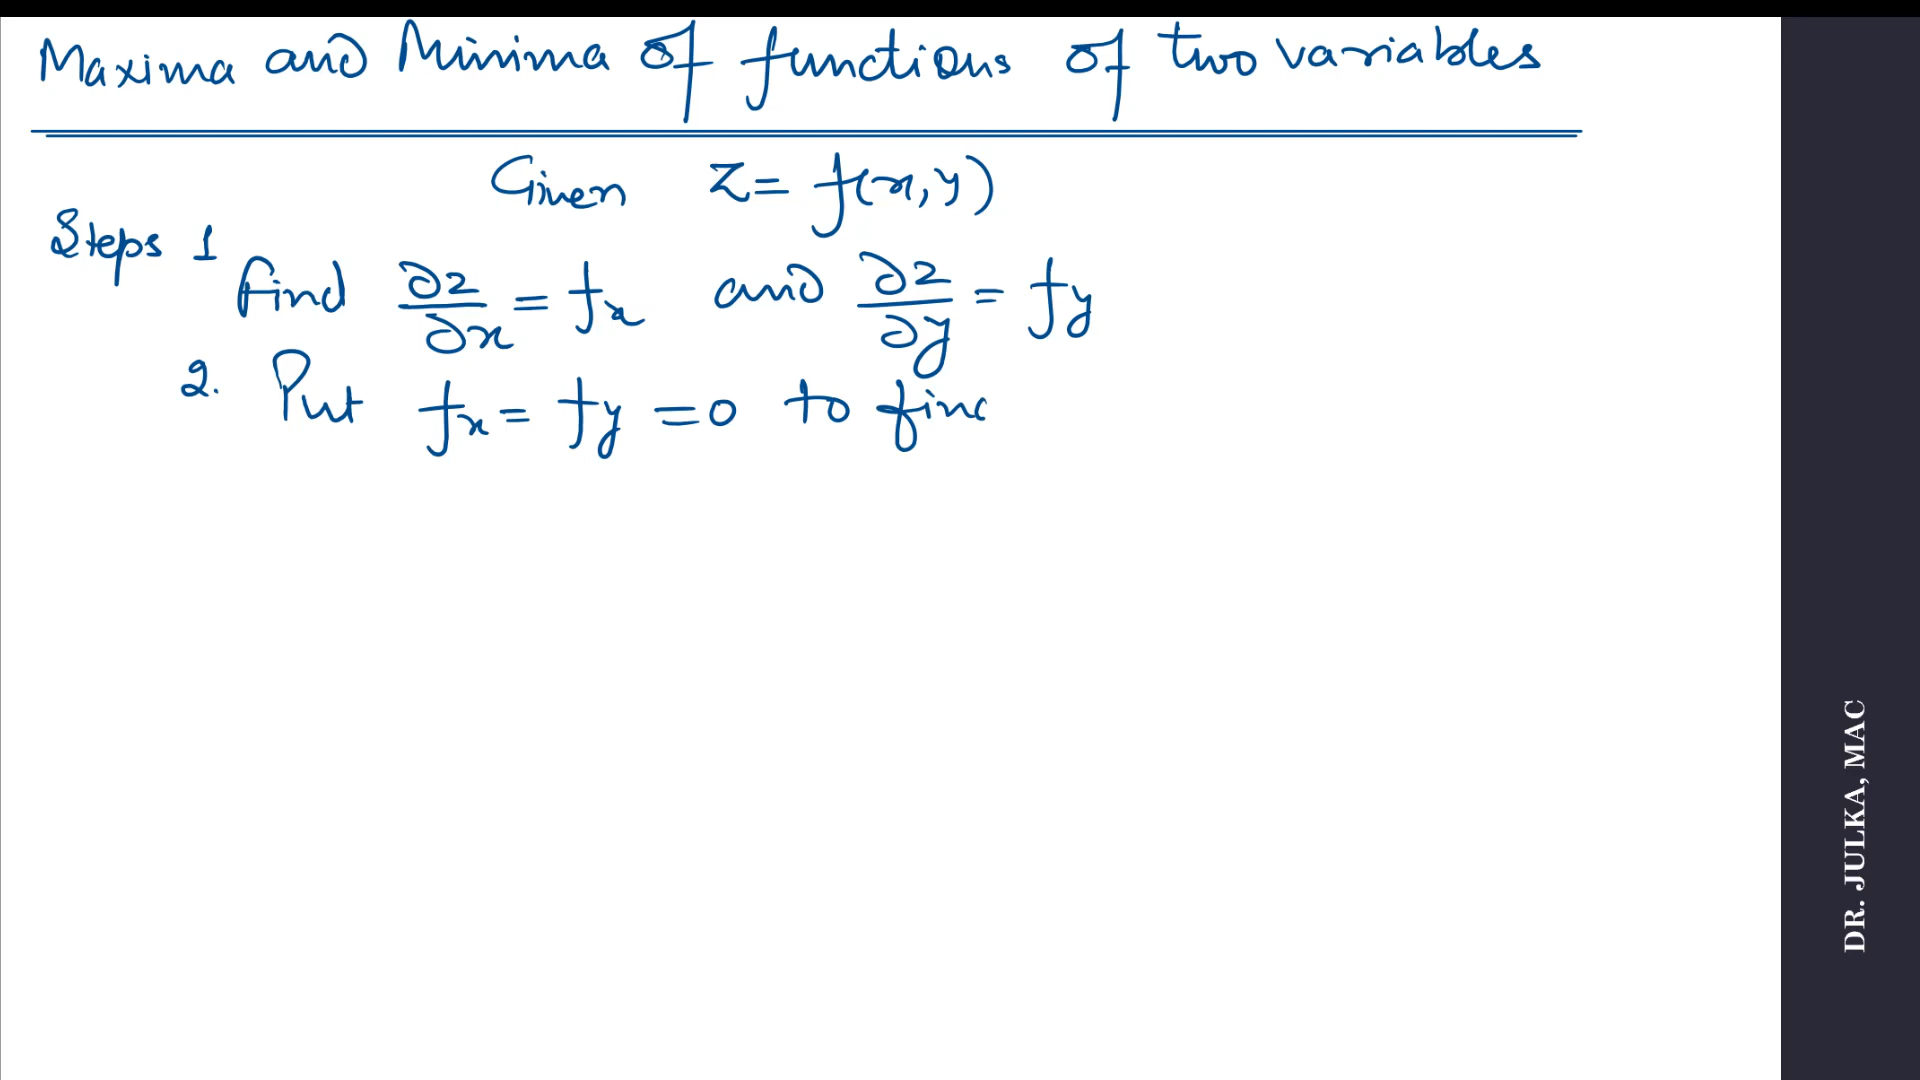 Maxima and Minima of functions of two variables
Given z = f(x,y)
Steps 1
find ∂z/∂x = fx and ∂z/∂y = fy
2. Put fx = fy = 0 to finc
DR. JULKA, MAC